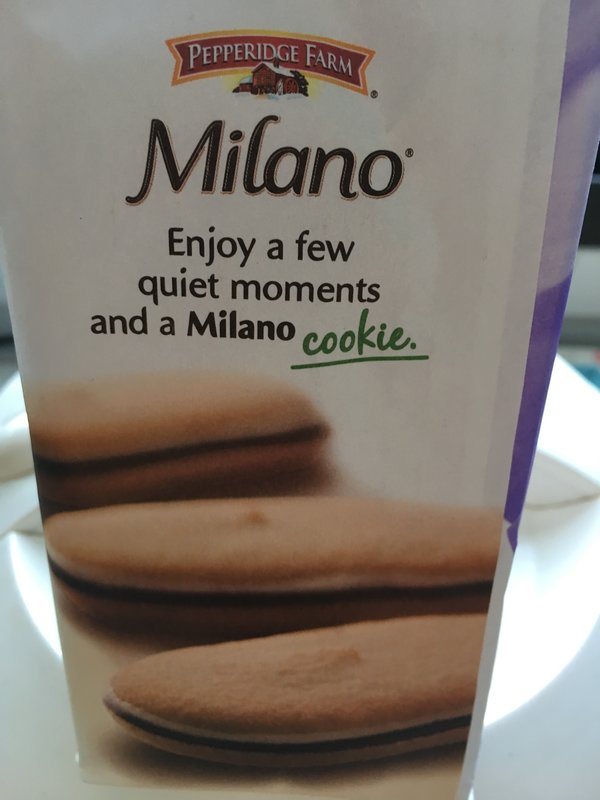 PEPPERIDGE FARM®
Milano®
Enjoy a few
quiet moments
and a Milano cookie.